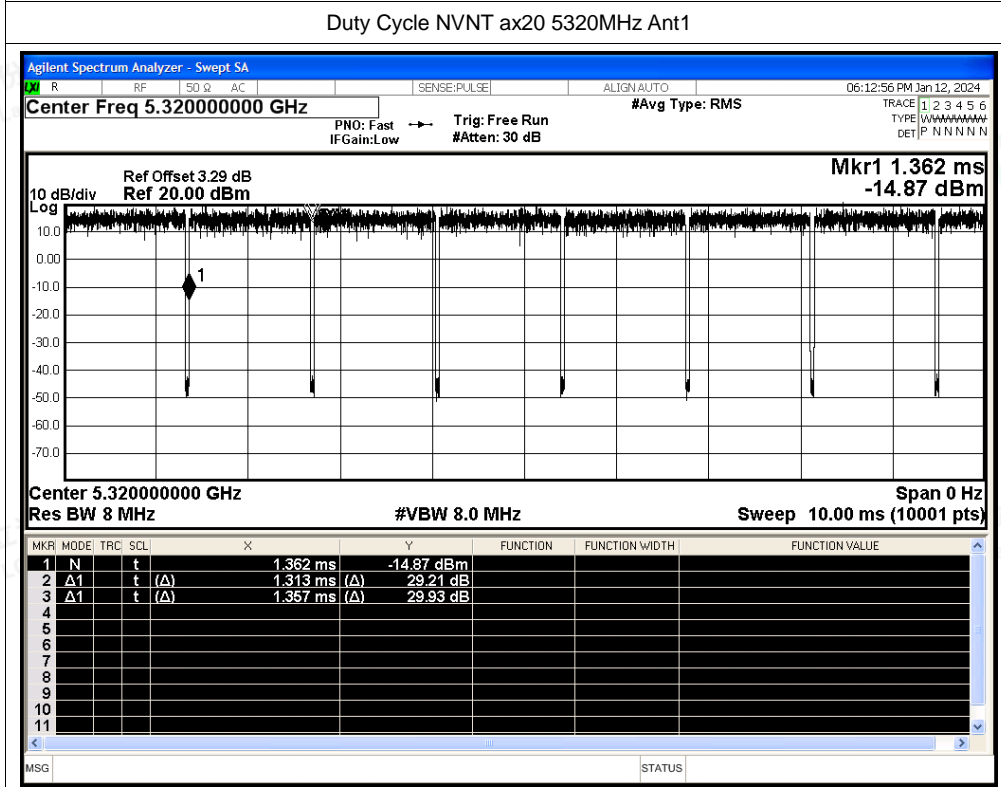 Duty Cycle NVNT ax20 5320MHz Ant1
Agilent Spectrum Analyzer - Swept SA
LXI R RF 50 Ω AC SENSE:PULSE ALIGN AUTO 06:12:56 PM Jan 12, 2024
Center Freq 5.320000000 GHz #Avg Type: RMS TRACE 1 2 3 4 5 6
PNO: Fast Trig: Free Run TYPE W
IFGain:Low #Atten: 30 dB DET P N N N N N
Mkr1 1.362 ms
Ref Offset 3.29 dB
10 dB/div Ref 20.00 dBm -14.87 dBm
Log
10.0
0.00
1
-10.0
-20.0
-30.0
-40.0
-50.0
-60.0
-70.0
Center 5.320000000 GHz Span 0 Hz
Res BW 8 MHz #VBW 8.0 MHz Sweep 10.00 ms (10001 pts)
MKR MODE TRC SCL X Y FUNCTION FUNCTION WIDTH FUNCTION VALUE
1 N t 1.362 ms -14.87 dBm
2 Δ1 t (Δ) 1.313 ms (Δ) 29.21 dB
3 Δ1 t (Δ) 1.357 ms (Δ) 29.93 dB
4
5
6
7
8
9
10
11
MSG STATUS